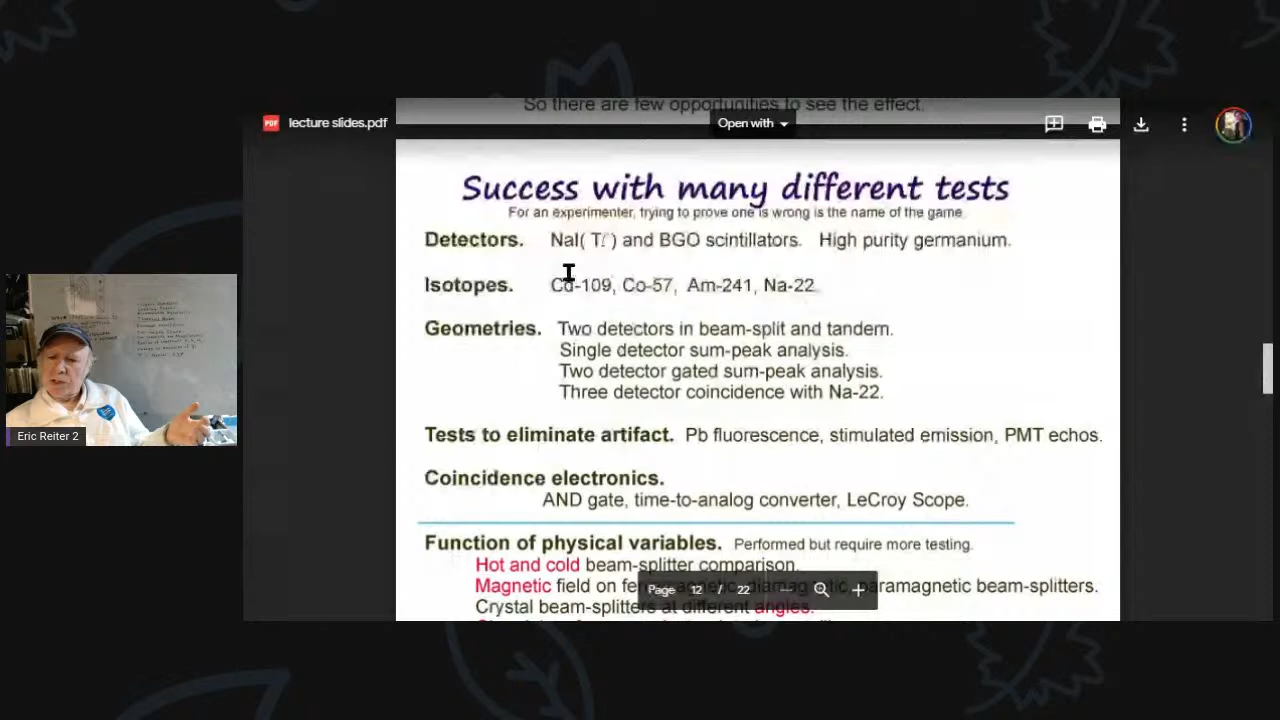 So there are few opportunities to see the effect.
lecture slides.pdf
Open with
Success with many different tests
For an experimenter, trying to prove one is wrong is the name of the game
Detectors. NaI( Tl ) and BGO scintillators. High purity germanium.
Isotopes. Cd-109, Co-57, Am-241, Na-22.
Geometries. Two detectors in beam-split and tandem.
Single detector sum-peak analysis.
Two detector gated sum-peak analysis.
Three detector coincidence with Na-22.
Tests to eliminate artifact. Pb fluorescence, stimulated emission, PMT echos.
Coincidence electronics.
AND gate, time-to-analog converter, LeCroy Scope.
Function of physical variables. Performed but require more testing.
Hot and cold beam-splitter comparison.
Magnetic field on paramagnetic beam-splitters.
Crystal beam-splitters at different angles.
Page 12 / 22
Eric Reiter 2